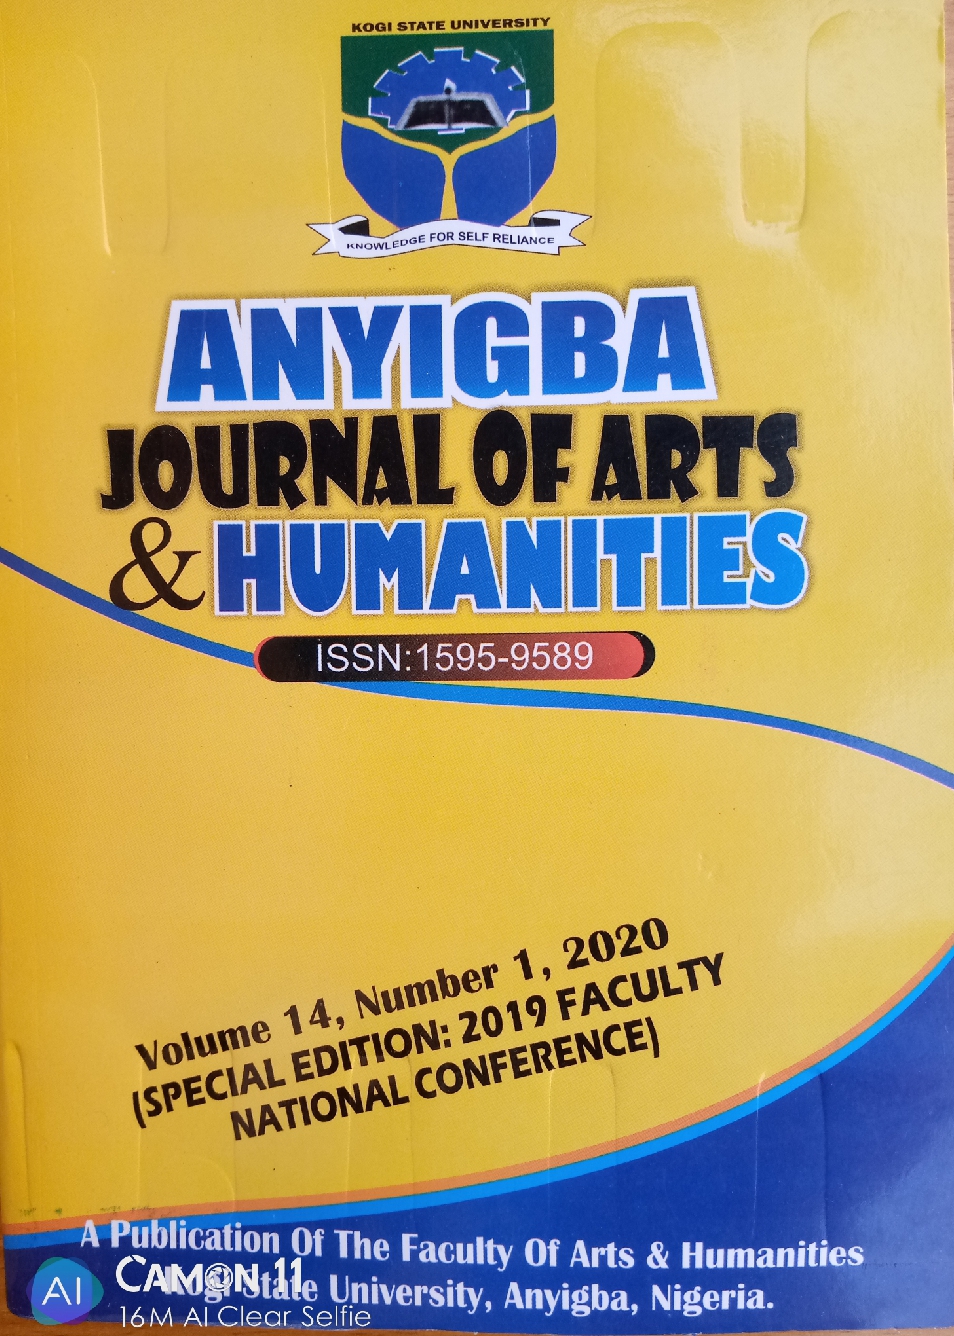 KOGI STATE UNIVERSITY
KNOWLEDGE FOR SELF RELIANCE
ANYIGBA
JOURNAL OF ARTS
& HUMANITIES
ISSN:1595-9589
Volume 14, Number 1, 2020
(SPECIAL EDITION: 2019 FACULTY
NATIONAL CONFERENCE)
A Publication Of The Faculty Of Arts & Humanities
Kogi State University, Anyigba, Nigeria.
AI
CAMON 11
16M AI Clear Selfie